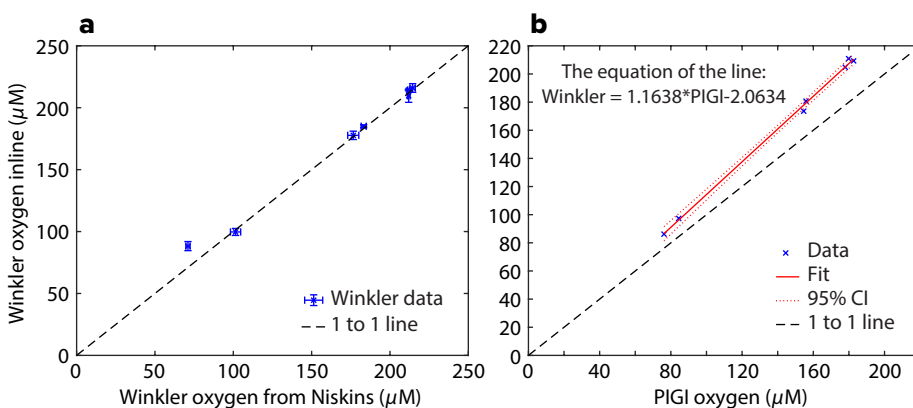 a
250
200
150
100
50
0
Winkler oxygen inline (µM)
Winkler data
1 to 1 line
0 50 100 150 200 250
Winkler oxygen from Niskins (µM)
b
220
200
180
160
140
120
100
80
60
40
20
0
The equation of the line:
Winkler = 1.1638*PIGI-2.0634
Data
Fit
95% CI
1 to 1 line
0 40 80 120 160 200
PIGI oxygen (µM)